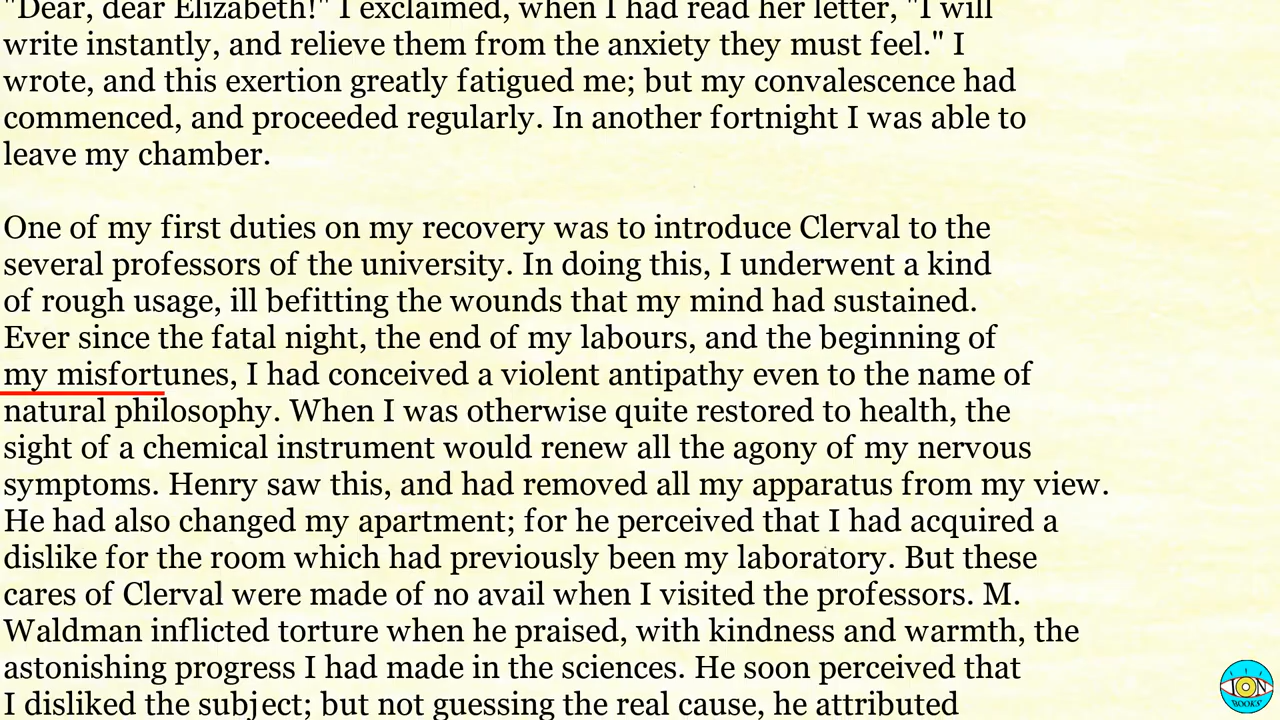 "Dear, dear Elizabeth!" I exclaimed, when I had read her letter, "I will
write instantly, and relieve them from the anxiety they must feel." I
wrote, and this exertion greatly fatigued me; but my convalescence had
commenced, and proceeded regularly. In another fortnight I was able to
leave my chamber.
One of my first duties on my recovery was to introduce Clerval to the
several professors of the university. In doing this, I underwent a kind
of rough usage, ill befitting the wounds that my mind had sustained.
Ever since the fatal night, the end of my labours, and the beginning of
my misfortunes, I had conceived a violent antipathy even to the name of
natural philosophy. When I was otherwise quite restored to health, the
sight of a chemical instrument would renew all the agony of my nervous
symptoms. Henry saw this, and had removed all my apparatus from my view.
He had also changed my apartment; for he perceived that I had acquired a
dislike for the room which had previously been my laboratory. But these
cares of Clerval were made of no avail when I visited the professors. M.
Waldman inflicted torture when he praised, with kindness and warmth, the
astonishing progress I had made in the sciences. He soon perceived that
I disliked the subject; but not guessing the real cause, he attributed
ION
BOOKS